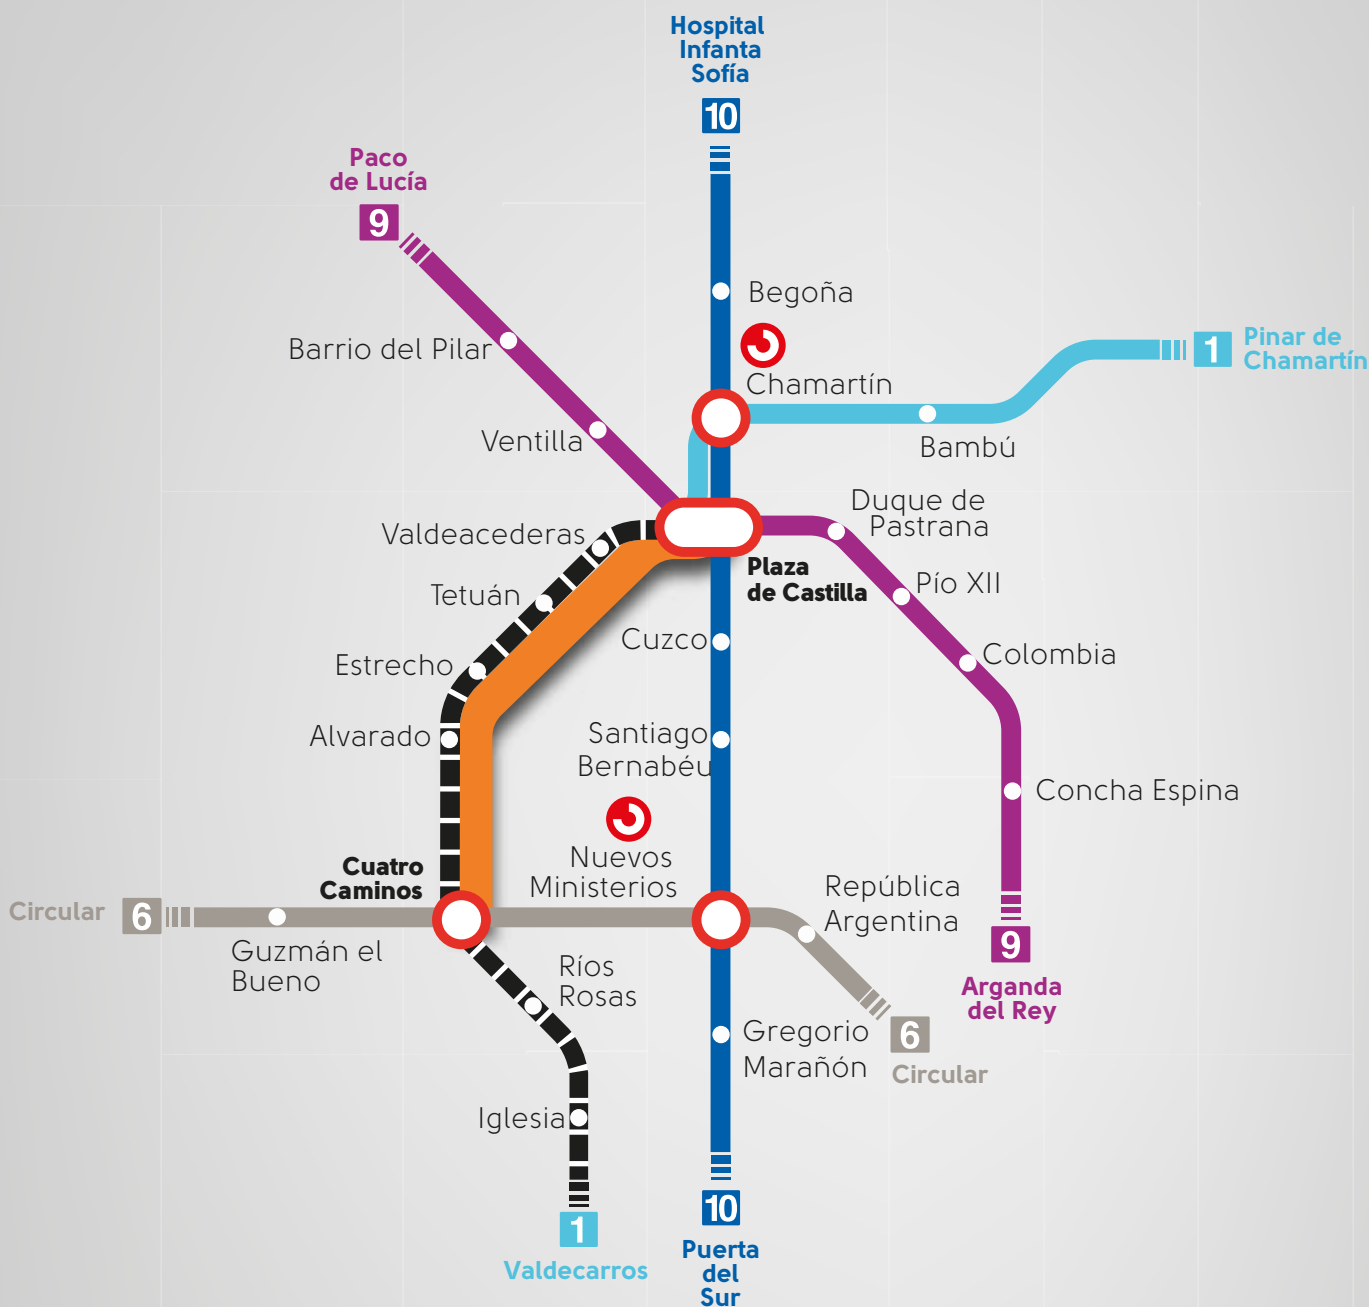 Hospital
Infanta
Sofía
10
Paco
de Lucía
9
Begoña
Barrio del Pilar
Pinar de
Chamartín
1
Chamartín
Ventilla
Bambú
Duque de
Pastrana
Valdeacederas
Plaza
de Castilla
Pío XII
Tetuán
Cuzco
Colombia
Estrecho
Alvarado
Santiago
Bernabéu
Concha Espina
Nuevos
Ministerios
Cuatro
Caminos
República
Argentina
Circular
6
Guzmán el
Bueno
9
Arganda
del Rey
Ríos
Rosas
Gregorio
Marañón
6
Circular
Iglesia
1
Valdecarros
10
Puerta
del
Sur